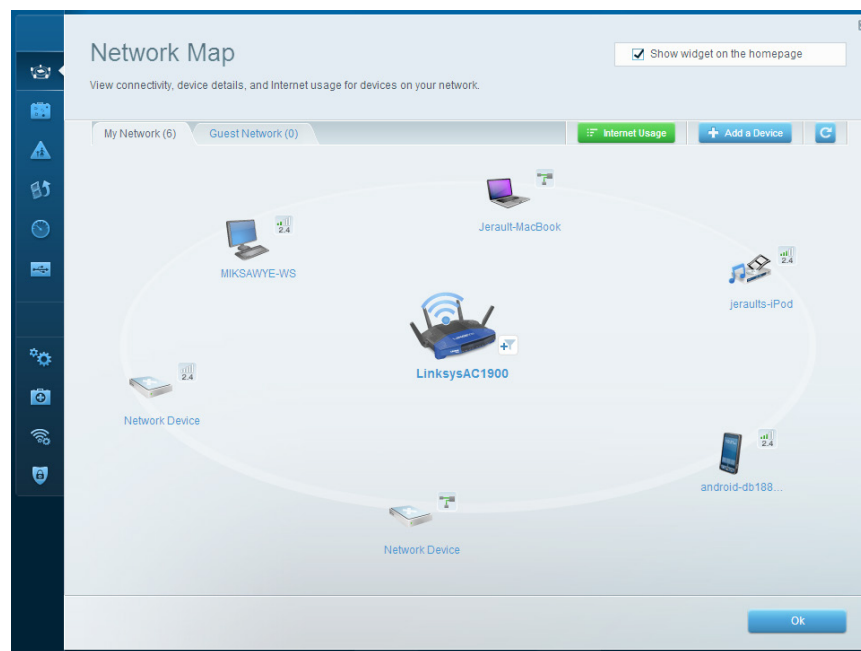 Network Map
Show widget on the homepage
View connectivity, device details, and Internet usage for devices on your network.
My Network (6)
Guest Network (0)
Internet Usage
Add a Device
Jerault-MacBook
2.4
MIKSAWYE-WS
2.4
jeraults-iPod
LinksysAC1900
2.4
Network Device
2.4
android-db188...
Network Device
Ok